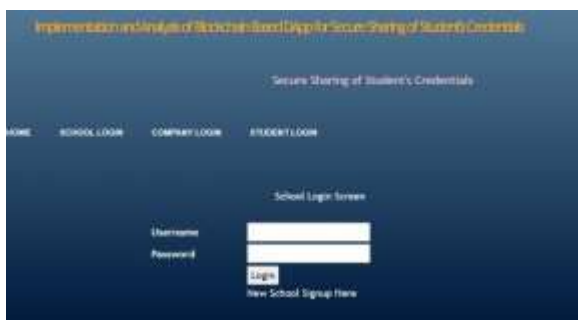 Implementation and Analysis of Blockchain Based DApp for Secure Sharing of Student's Credentials
Secure Sharing of Student's Credentials
HOME SCHOOL LOGIN COMPANY LOGIN STUDENT LOGIN
School Login Screen
Username
Password
Login
New School Signup Here